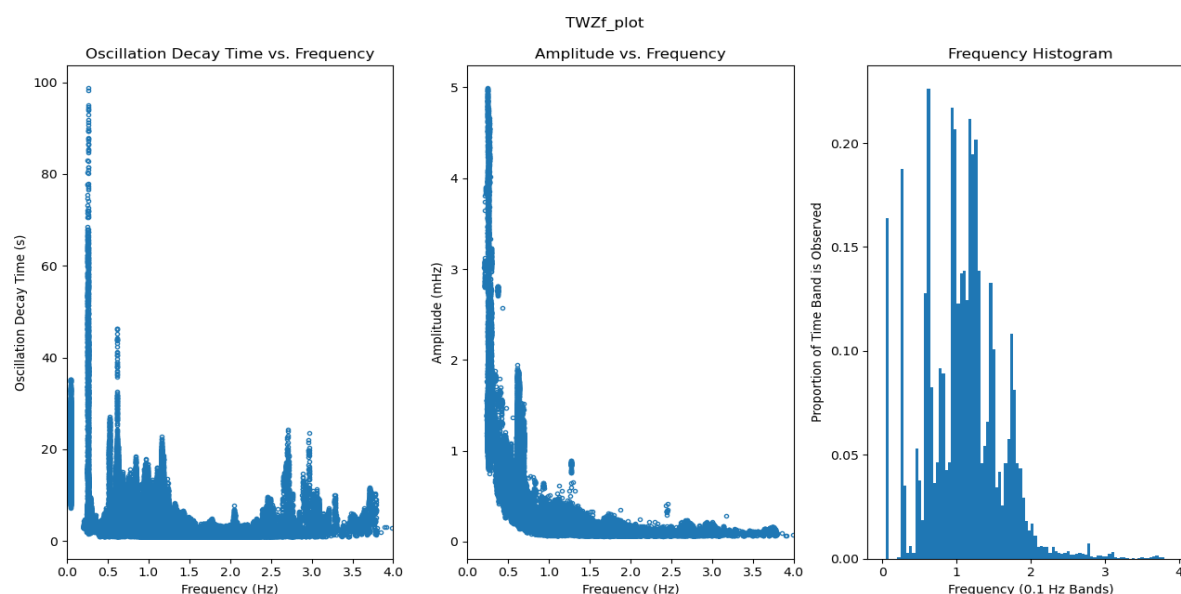 TWZf_plot
Oscillation Decay Time vs. Frequency
Amplitude vs. Frequency
Frequency Histogram
Oscillation Decay Time (s)
100
80
60
40
20
0
0.0 0.5 1.0 1.5 2.0 2.5 3.0 3.5 4.0
Frequency (Hz)
Amplitude (mHz)
5
4
3
2
1
0
0.0 0.5 1.0 1.5 2.0 2.5 3.0 3.5 4.0
Frequency (Hz)
Proportion of Time Band is Observed
0.20
0.15
0.10
0.05
0.00
0 1 2 3 4
Frequency (0.1 Hz Bands)